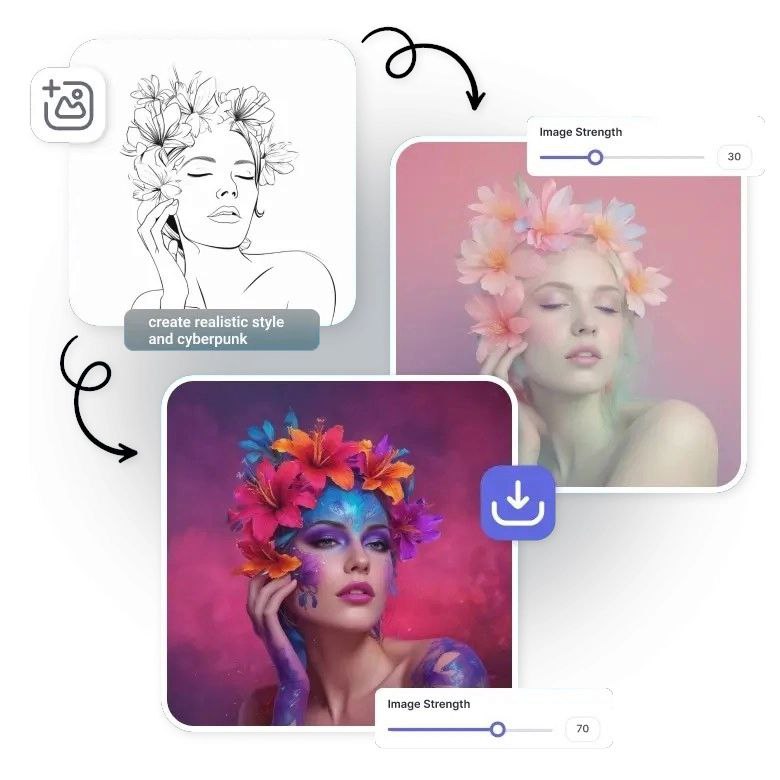 Image Strength
30
create realistic style
and cyberpunk
Image Strength
70